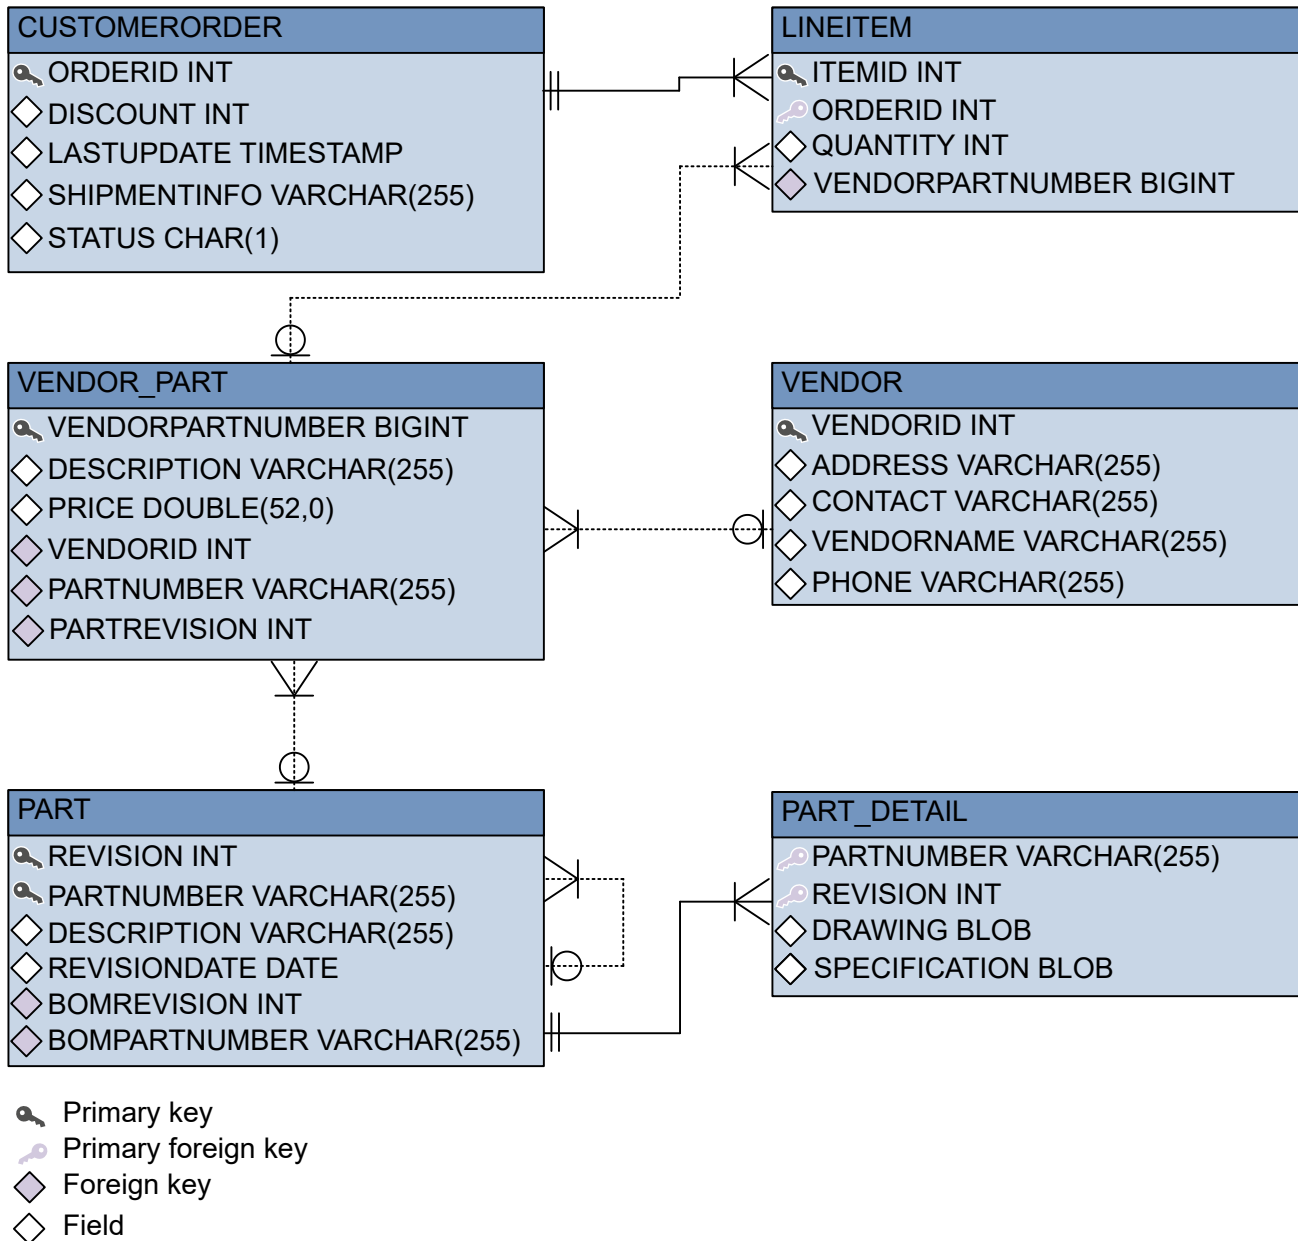 CUSTOMERORDER
ORDERID INT
DISCOUNT INT
LASTUPDATE TIMESTAMP
SHIPMENTINFO VARCHAR(255)
STATUS CHAR(1)
LINEITEM
ITEMID INT
ORDERID INT
QUANTITY INT
VENDORPARTNUMBER BIGINT
VENDOR_PART
VENDORPARTNUMBER BIGINT
DESCRIPTION VARCHAR(255)
PRICE DOUBLE(52,0)
VENDORID INT
PARTNUMBER VARCHAR(255)
PARTREVISION INT
VENDOR
VENDORID INT
ADDRESS VARCHAR(255)
CONTACT VARCHAR(255)
VENDORNAME VARCHAR(255)
PHONE VARCHAR(255)
PART
REVISION INT
PARTNUMBER VARCHAR(255)
DESCRIPTION VARCHAR(255)
REVISIONDATE DATE
BOMREVISION INT
BOMPARTNUMBER VARCHAR(255)
PART_DETAIL
PARTNUMBER VARCHAR(255)
REVISION INT
DRAWING BLOB
SPECIFICATION BLOB
Primary key
Primary foreign key
Foreign key
Field